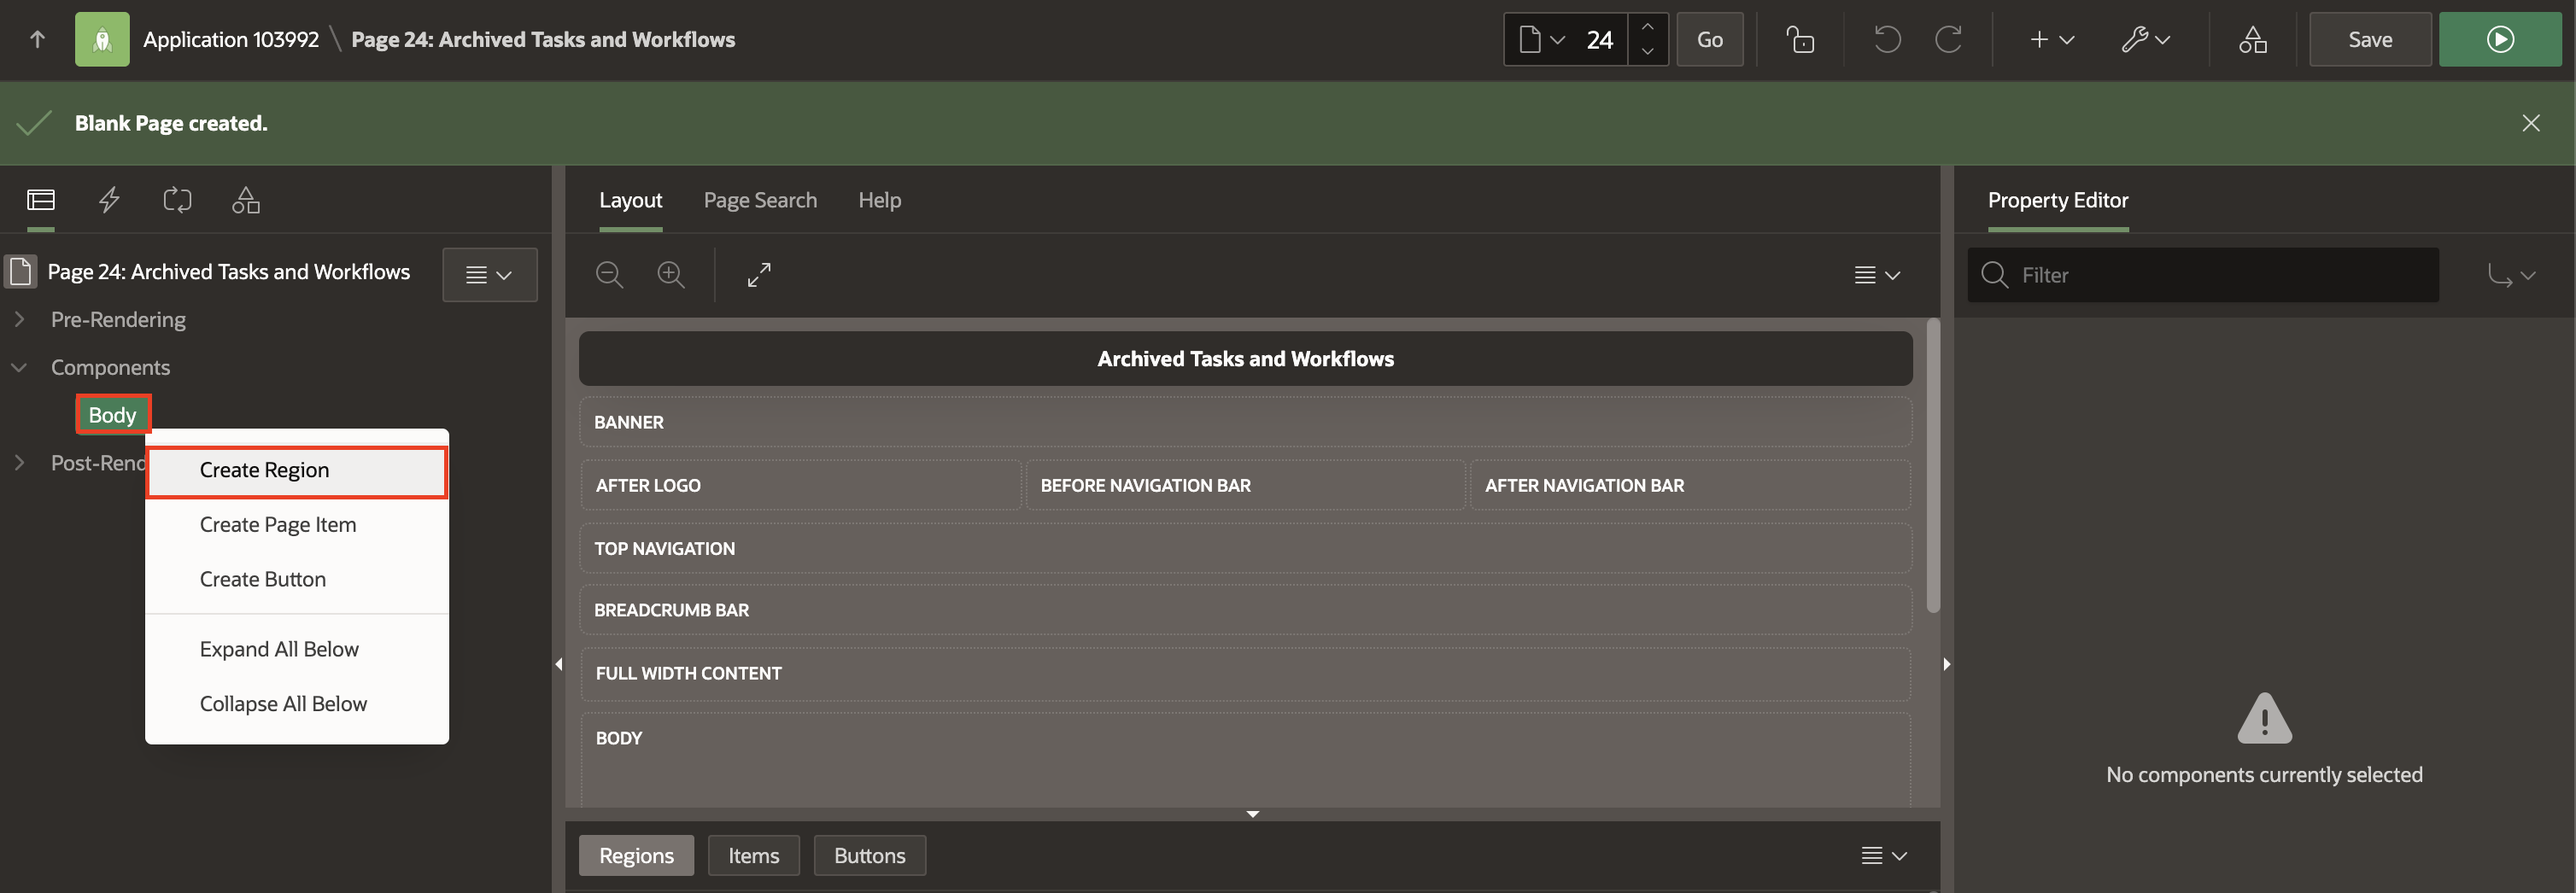 Application 103992 \ Page 24: Archived Tasks and Workflows
24
Go
Save
Blank Page created.
Page 24: Archived Tasks and Workflows
Pre-Rendering
Components
Body
Post-Rend
Create Region
Create Page Item
Create Button
Expand All Below
Collapse All Below
Layout Page Search Help
Archived Tasks and Workflows
BANNER
AFTER LOGO BEFORE NAVIGATION BAR AFTER NAVIGATION BAR
TOP NAVIGATION
BREADCRUMB BAR
FULL WIDTH CONTENT
BODY
Regions Items Buttons
Property Editor
Filter
No components currently selected